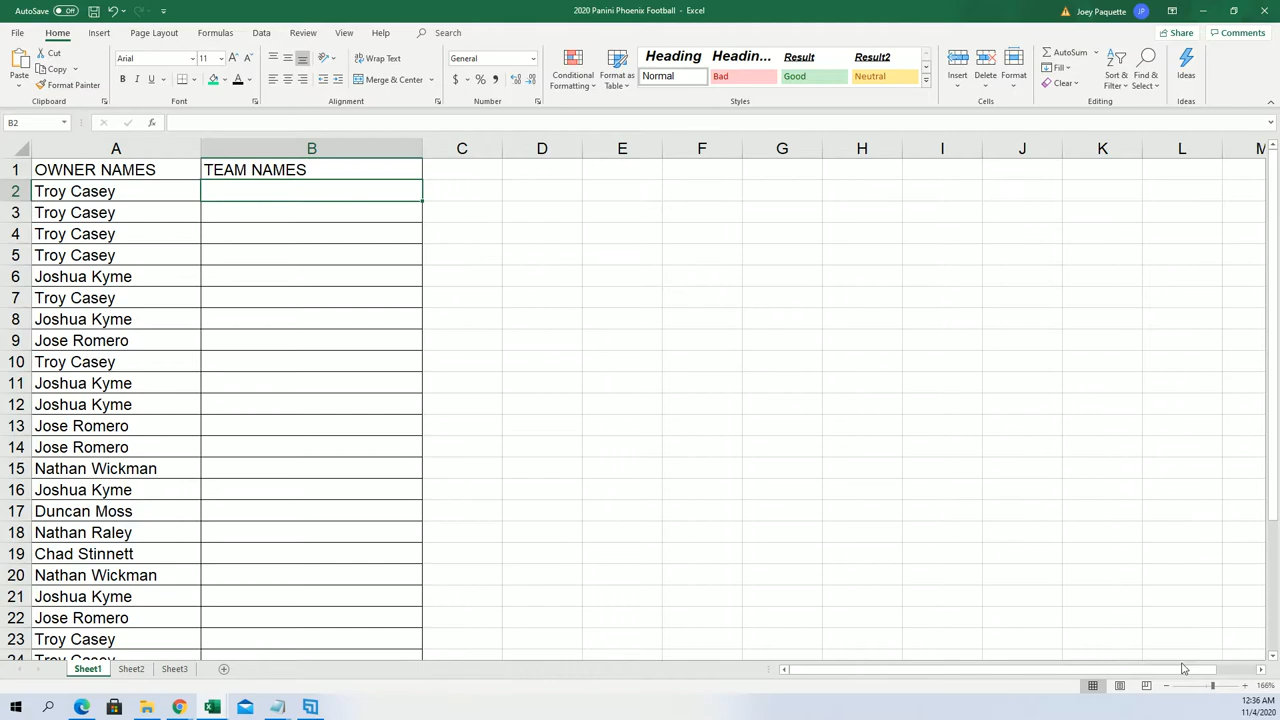 AutoSave Off
2020 Panini Phoenix Football - Excel
Joey Paquette JP
File Home Insert Page Layout Formulas Data Review View Help Search
Share Comments
Paste
Cut
Copy
Format Painter
Clipboard
Arial 11
B I U
Font
Wrap Text
Merge & Center
Alignment
General
$ % ,
Number
Conditional Formatting
Format as Table
Heading Headin... Result Result2
Normal Bad Good Neutral
Styles
Insert Delete Format
Cells
AutoSum
Fill
Clear
Sort & Filter
Find & Select
Editing
Ideas
Ideas
B2
fx
A B C D E F G H I J K L M
1 OWNER NAMES TEAM NAMES
2 Troy Casey
3 Troy Casey
4 Troy Casey
5 Troy Casey
6 Joshua Kyme
7 Troy Casey
8 Joshua Kyme
9 Jose Romero
10 Troy Casey
11 Joshua Kyme
12 Joshua Kyme
13 Jose Romero
14 Jose Romero
15 Nathan Wickman
16 Joshua Kyme
17 Duncan Moss
18 Nathan Raley
19 Chad Stinnett
20 Nathan Wickman
21 Joshua Kyme
22 Jose Romero
23 Troy Casey
24 Troy Casey
Sheet1 Sheet2 Sheet3
166%
12:36 AM
11/4/2020